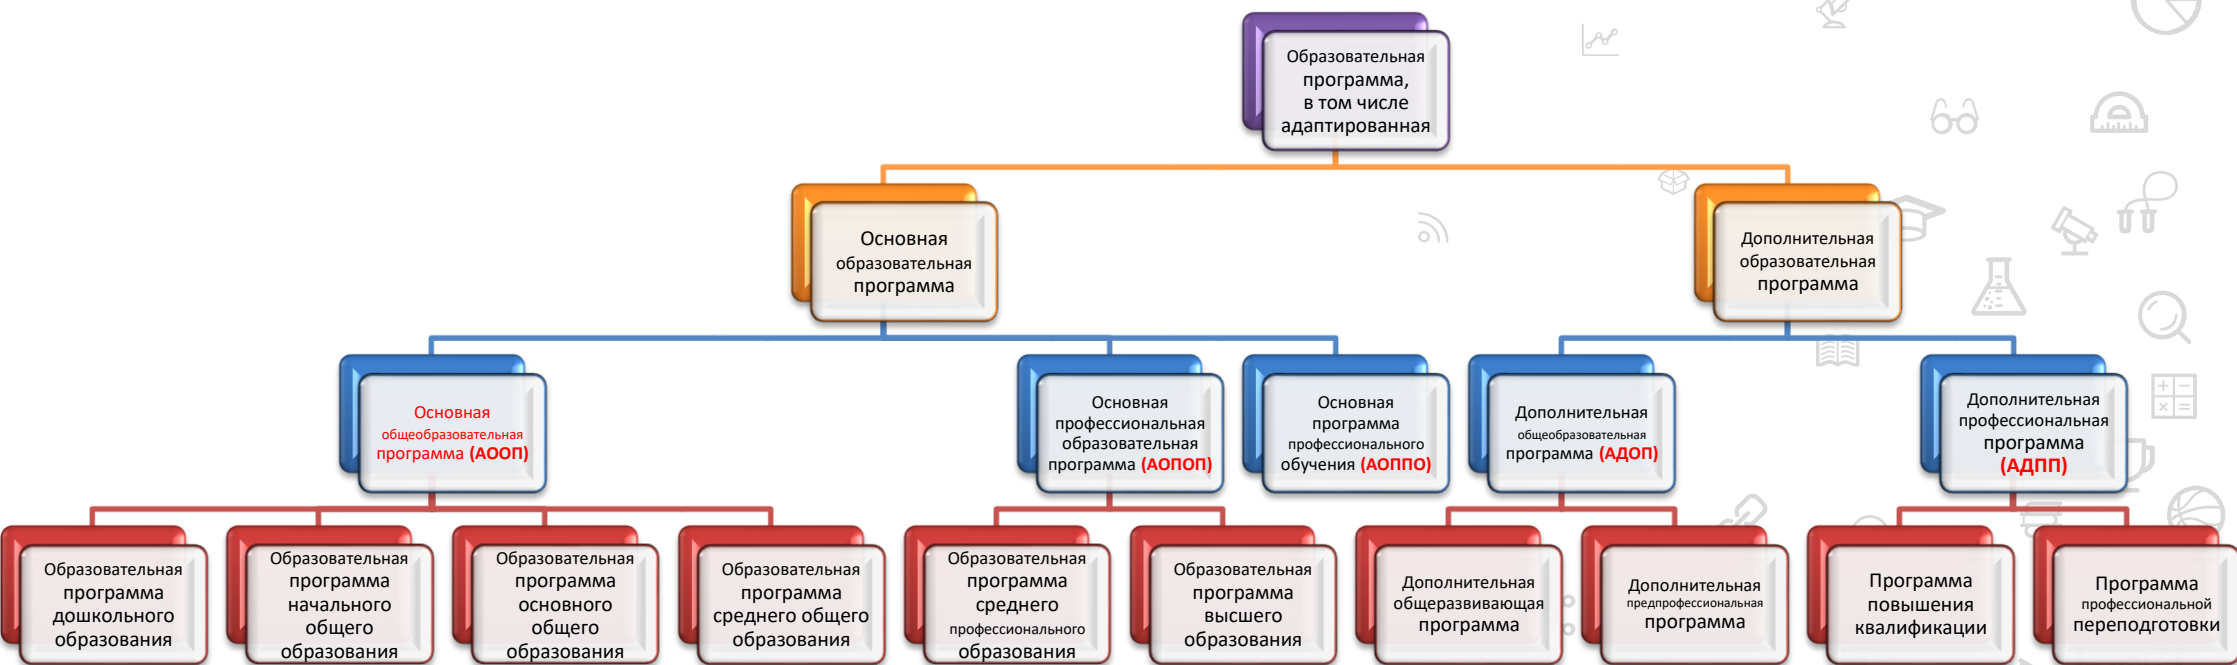 Образовательная
программа,
в том числе
адаптированная
Основная
образовательная
программа
Дополнительная
образовательная
программа
Основная
общеобразовательная
программа (АООП)
Основная
профессиональная
образовательная
программа (АОПОП)
Основная
программа
профессионального
обучения (АОППО)
Дополнительная
общеобразовательная
программа (АДОП)
Дополнительная
профессиональная
программа
(АДПП)
Образовательная
программа
дошкольного
образования
Образовательная
программа
начального
общего
образования
Образовательная
программа
основного
общего
образования
Образовательная
программа
среднего общего
образования
Образовательная
программа
среднего
профессионального
образования
Образовательная
программа
высшего
образования
Дополнительная
общеразвивающая
программа
Дополнительная
предпрофессиональная
программа
Программа
повышения
квалификации
Программа
профессиональной
переподготовки